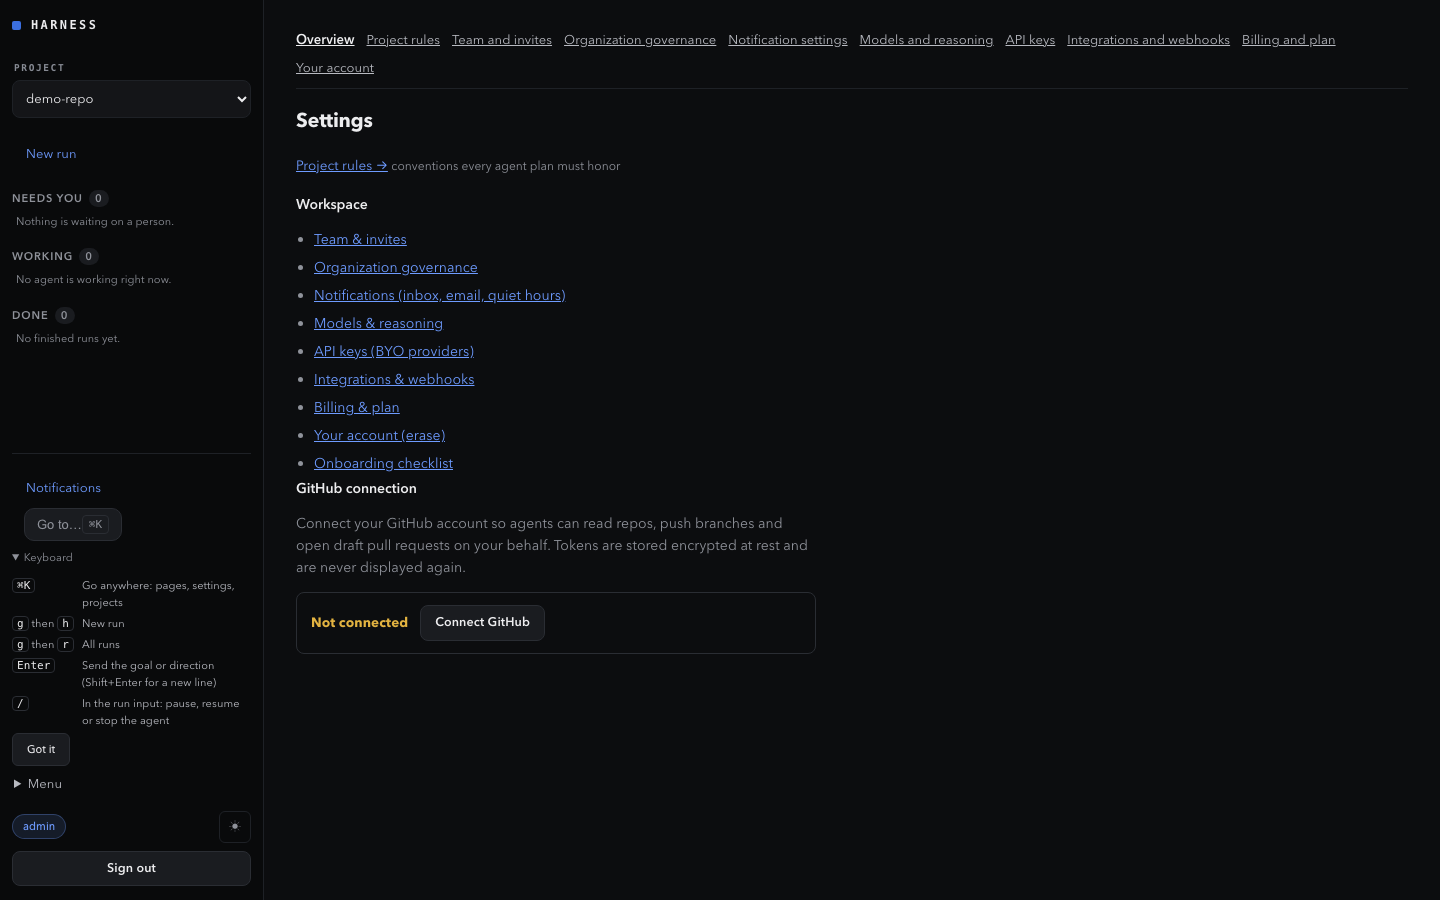 HARNESS
PROJECT
demo-repo
New run
NEEDS YOU 0
Nothing is waiting on a person.
WORKING 0
No agent is working right now.
DONE 0
No finished runs yet.
Notifications
Go to… ⌘K
Keyboard
⌘K Go anywhere: pages, settings,
projects
g then h New run
g then r All runs
Enter Send the goal or direction
(Shift+Enter for a new line)
/ In the run input: pause, resume
or stop the agent
Got it
Menu
admin
Sign out
Overview Project rules Team and invites Organization governance Notification settings Models and reasoning API keys Integrations and webhooks Billing and plan
Your account
Settings
Project rules → conventions every agent plan must honor
Workspace
Team & invites
Organization governance
Notifications (inbox, email, quiet hours)
Models & reasoning
API keys (BYO providers)
Integrations & webhooks
Billing & plan
Your account (erase)
Onboarding checklist
GitHub connection
Connect your GitHub account so agents can read repos, push branches and
open draft pull requests on your behalf. Tokens are stored encrypted at rest and
are never displayed again.
Not connected Connect GitHub